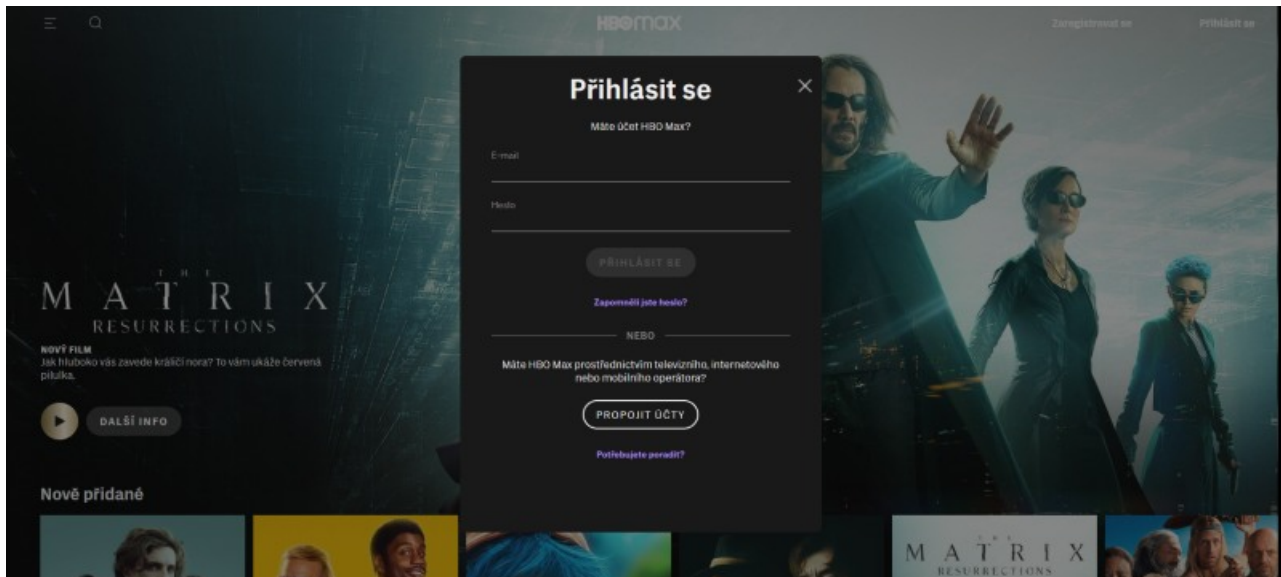 HBOmax
Zaregistrovat se
Přihlásit se
Přihlásit se
Máte účet HBO Max?
E-mail
Heslo
PŘIHLÁSIT SE
Zapomněli jste heslo?
NEBO
Máte HBO Max prostřednictvím televizního, internetového
nebo mobilního operátora?
PROPOJIT ÚČTY
Potřebujete poradit?
THE
MATRIX
RESURRECTIONS
NOVÝ FILM
Jak hluboko vás zavede králičí nora? To vám ukáže červená
pilulka.
DALŠÍ INFO
Nově přidané
THE
MATRIX
RESURRECTIONS